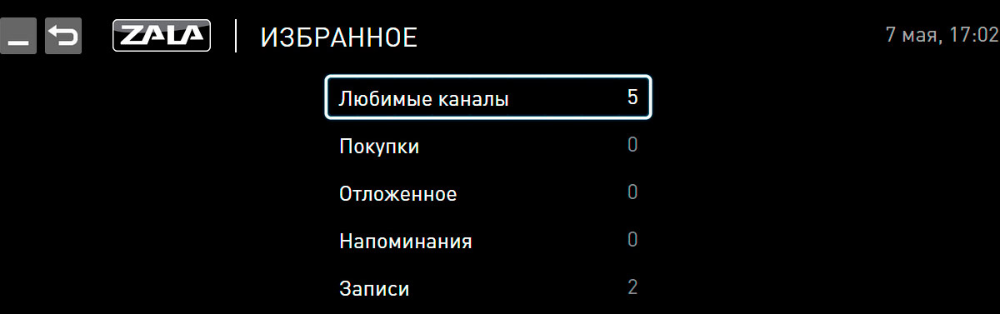 ZALA ИЗБРАННОЕ 7 мая, 17:02
Любимые каналы 5
Покупки 0
Отложенное 0
Напоминания 0
Записи 2